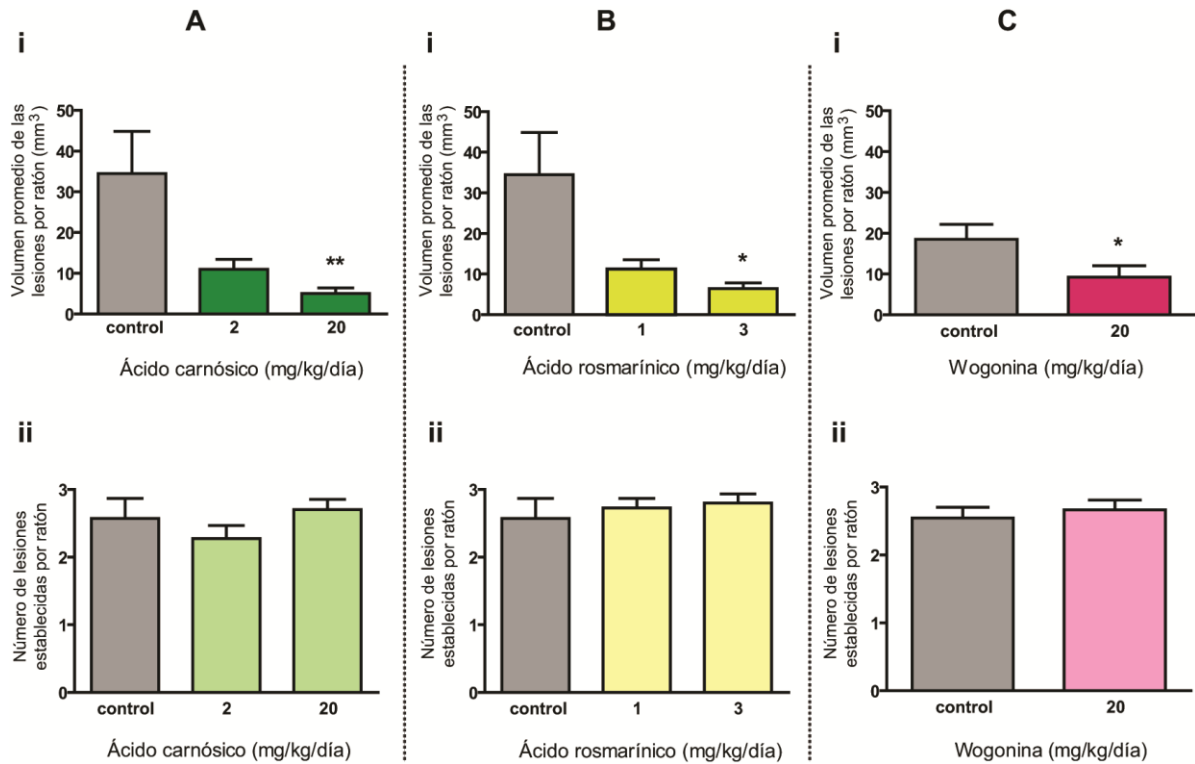 A
i
Volumen promedio de las
lesiones por ratón (mm3)
50
40
30
20
10
0
**
control 2 20
Ácido carnósico (mg/kg/día)
ii
Número de lesiones
establecidas por ratón
3
2
1
0
control 2 20
Ácido carnósico (mg/kg/día)
B
i
Volumen promedio de las
lesiones por ratón (mm3)
50
40
30
20
10
0
*
control 1 3
Ácido rosmarínico (mg/kg/día)
ii
Número de lesiones
establecidas por ratón
3
2
1
0
control 1 3
Ácido rosmarínico (mg/kg/día)
C
i
Volumen promedio de las
lesiones por ratón (mm3)
50
40
30
20
10
0
*
control 20
Wogonina (mg/kg/día)
ii
Número de lesiones
establecidas por ratón
3
2
1
0
control 20
Wogonina (mg/kg/día)